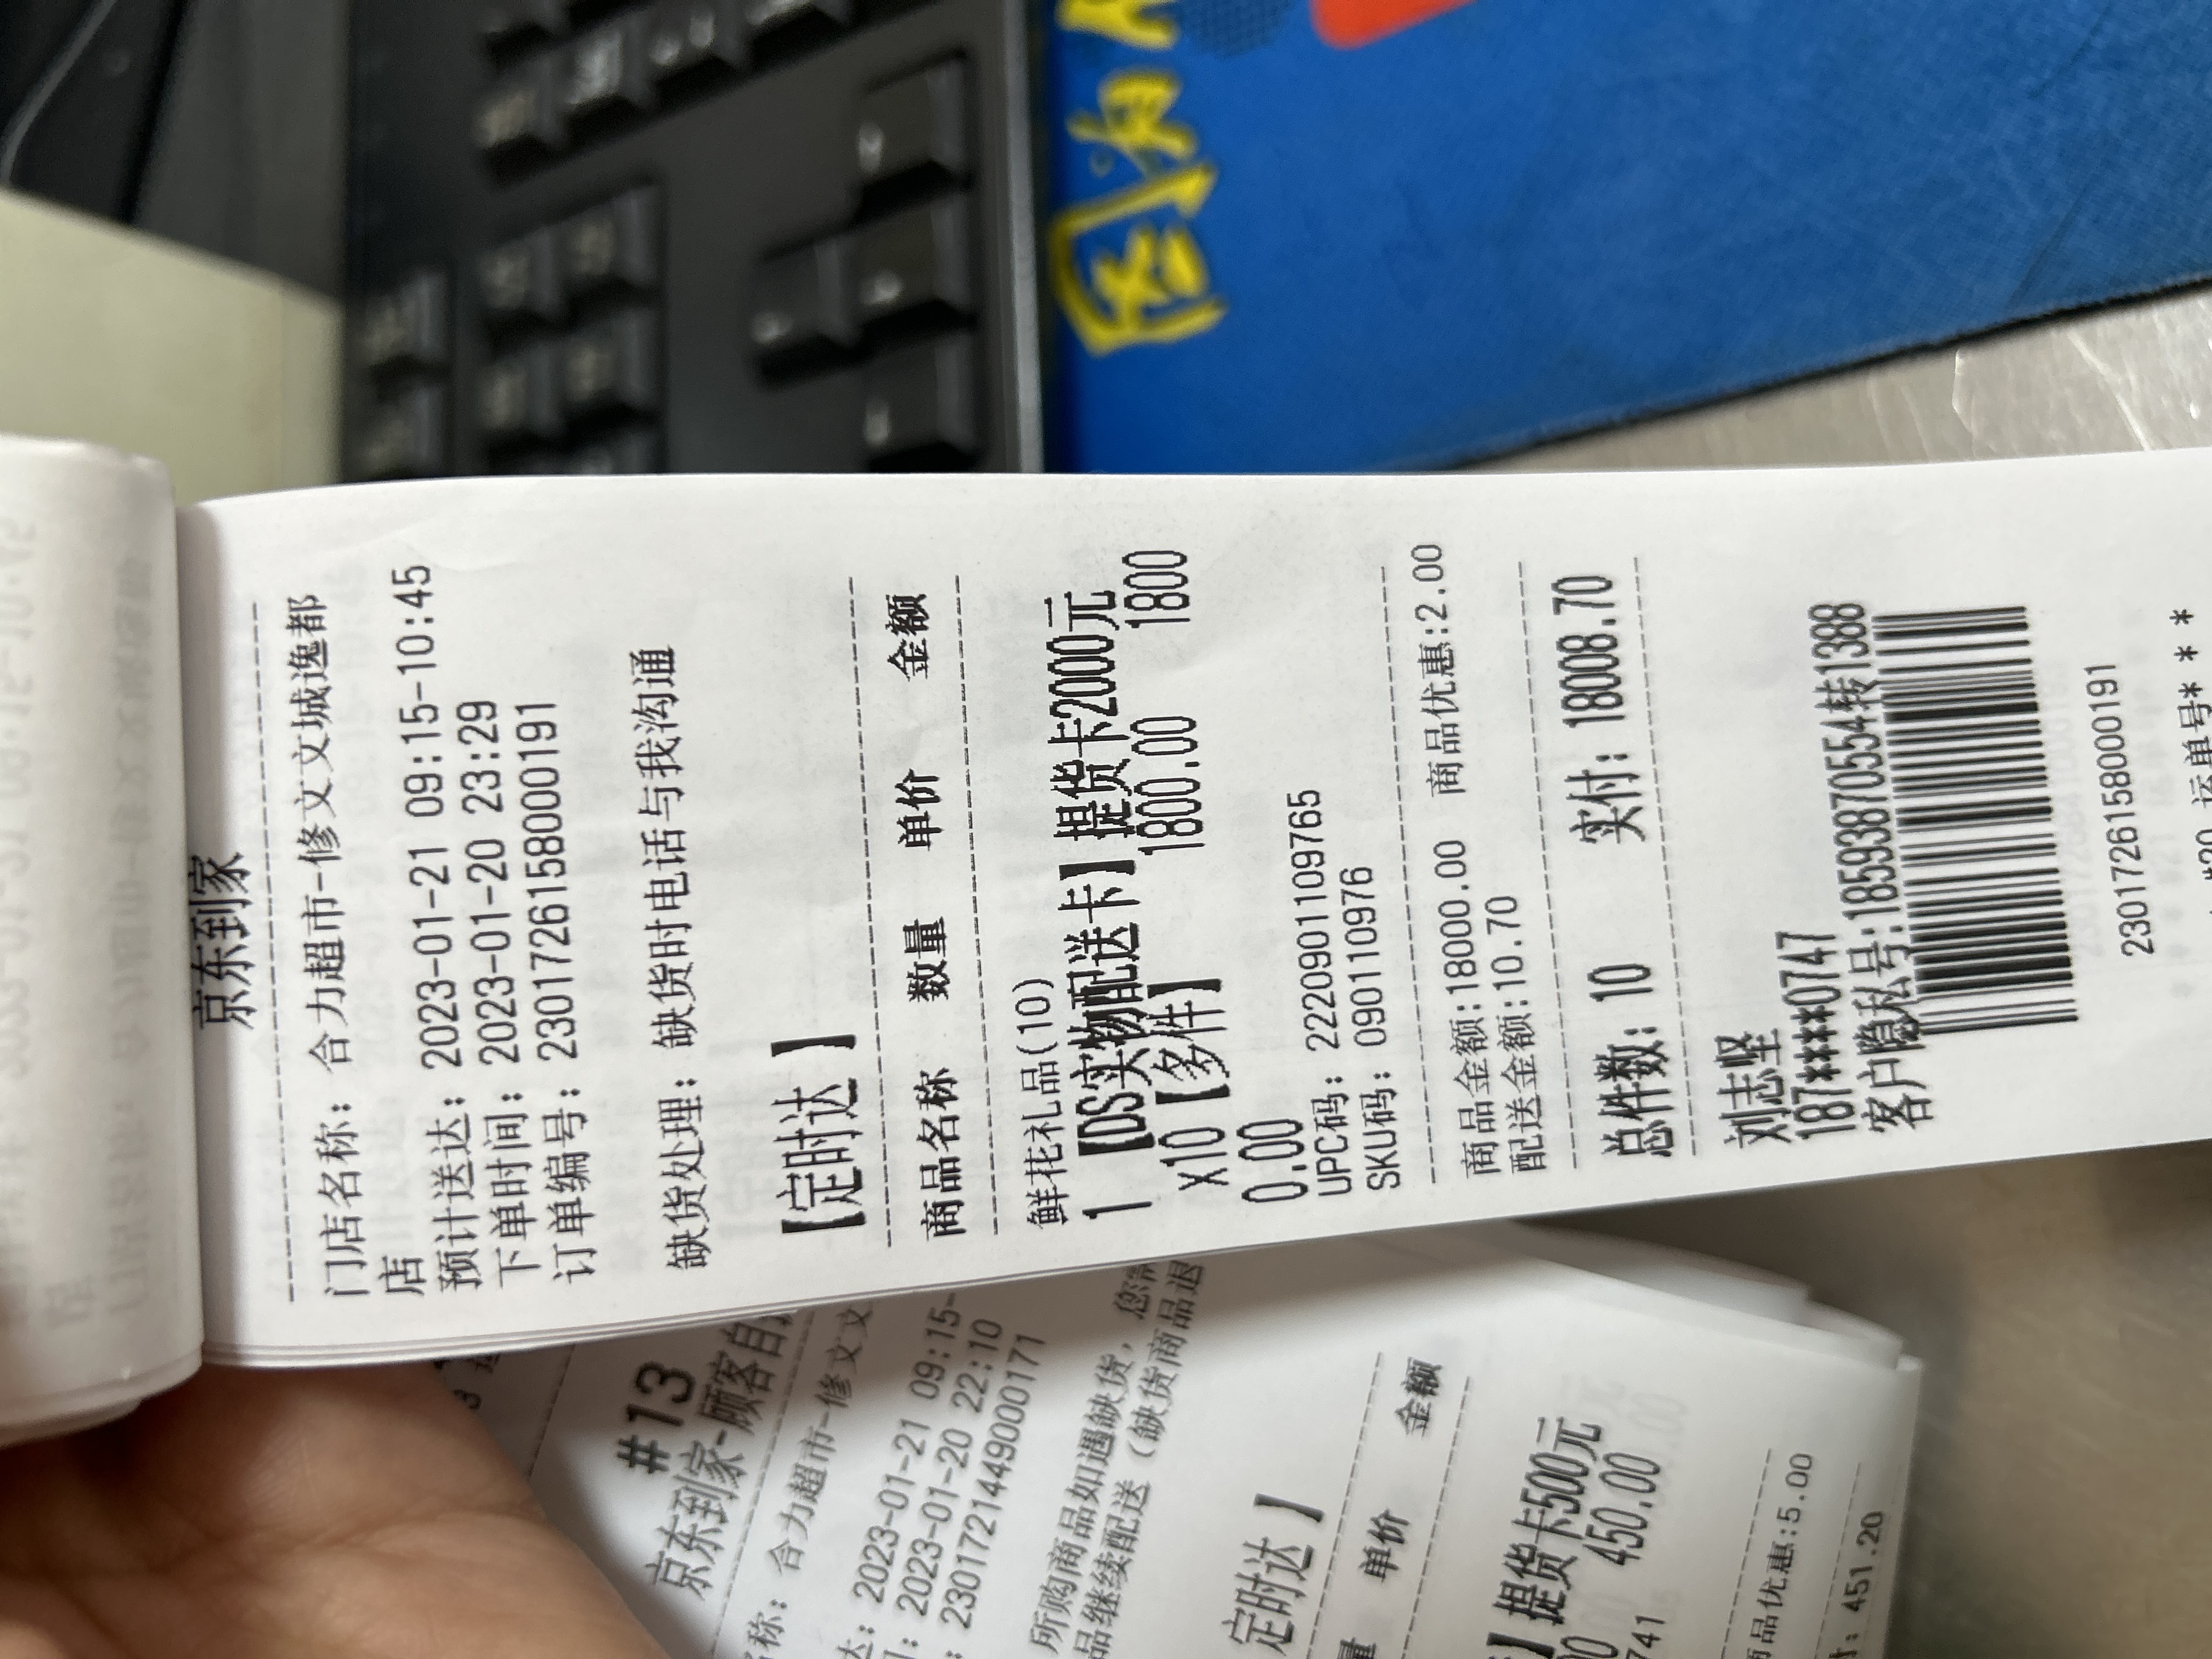 京东到家
门店名称：合力超市-修文文城逸都
店
预计送达：2023-01-21 09:15-10:45
下单时间：2023-01-20 23:29
订单编号：2301726158000191
缺货处理：缺货时电话与我沟通
【定时达 】
商品名称 数量 单价 金额
鲜花礼品(10)
1 【DS实物配送卡】提货卡2000元
x10【多件】 1800.00 1800
0.00
UPC码：2220901109765
SKU码：0901109976
商品金额:18000.00 商品优惠:2.00
配送金额:10.70
总件数：10 实付：18008.70
刘志坚
187****0747
客户隐私号:18593870554转1388
2301726158000191
运单号* * *
#13
京东到家-顾客自
名称：合力超市-修文文
达：2023-01-21 09:15-
：2023-01-20 22:10
：2301721449000171
所购商品如遇缺货，您需
品继续配送（缺货商品退
定时达 】
量 单价 金额
】提货卡500元
450.00
741
商品优惠:5.00
：451.20